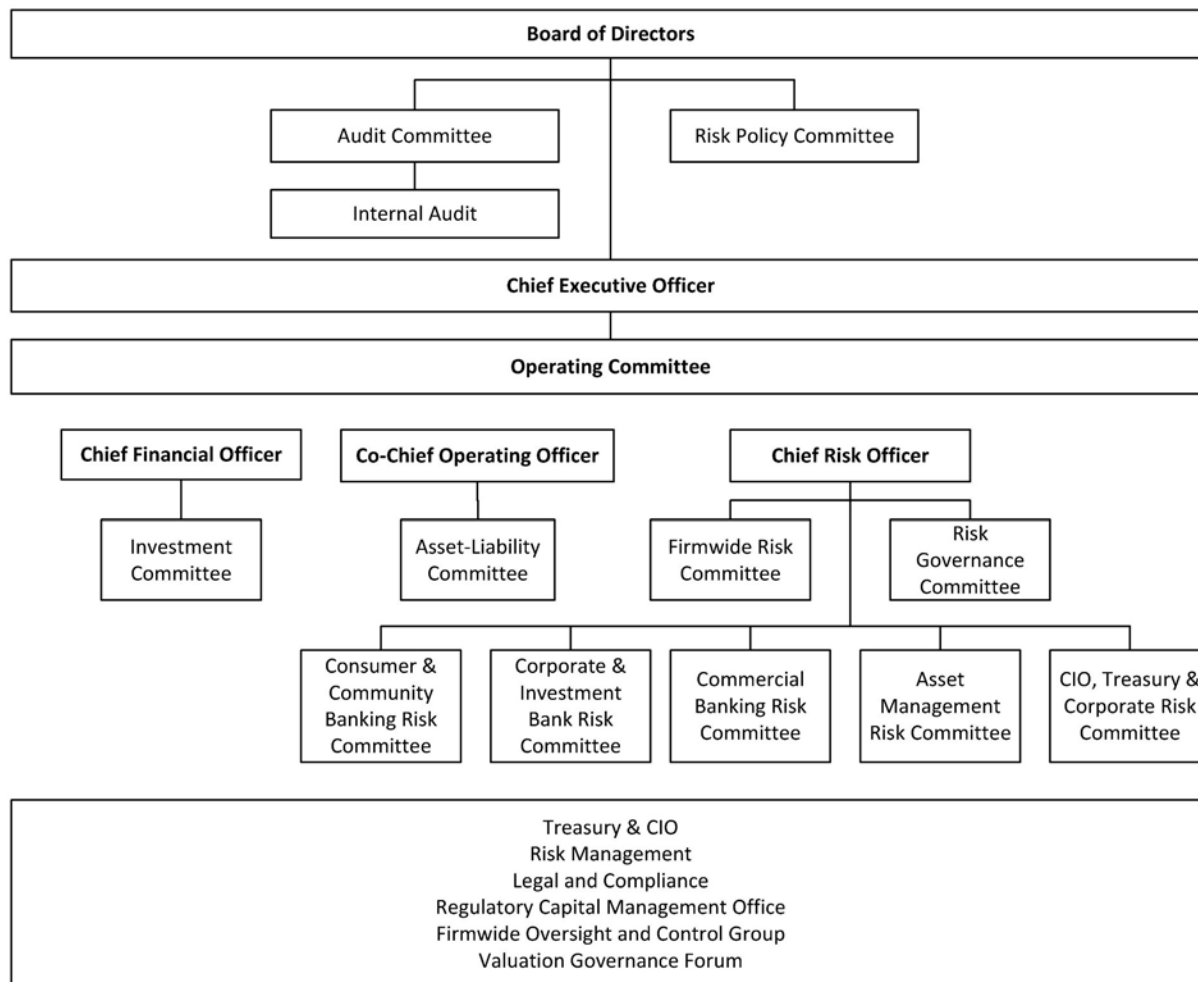 Board of Directors
Audit Committee
Risk Policy Committee
Internal Audit
Chief Executive Officer
Operating Committee
Chief Financial Officer
Co-Chief Operating Officer
Chief Risk Officer
Investment
Committee
Asset-Liability
Committee
Firmwide Risk
Committee
Risk
Governance
Committee
Consumer &
Community
Banking Risk
Committee
Corporate &
Investment
Bank Risk
Committee
Commercial
Banking Risk
Committee
Asset
Management
Risk Committee
CIO, Treasury &
Corporate Risk
Committee
Treasury & CIO
Risk Management
Legal and Compliance
Regulatory Capital Management Office
Firmwide Oversight and Control Group
Valuation Governance Forum